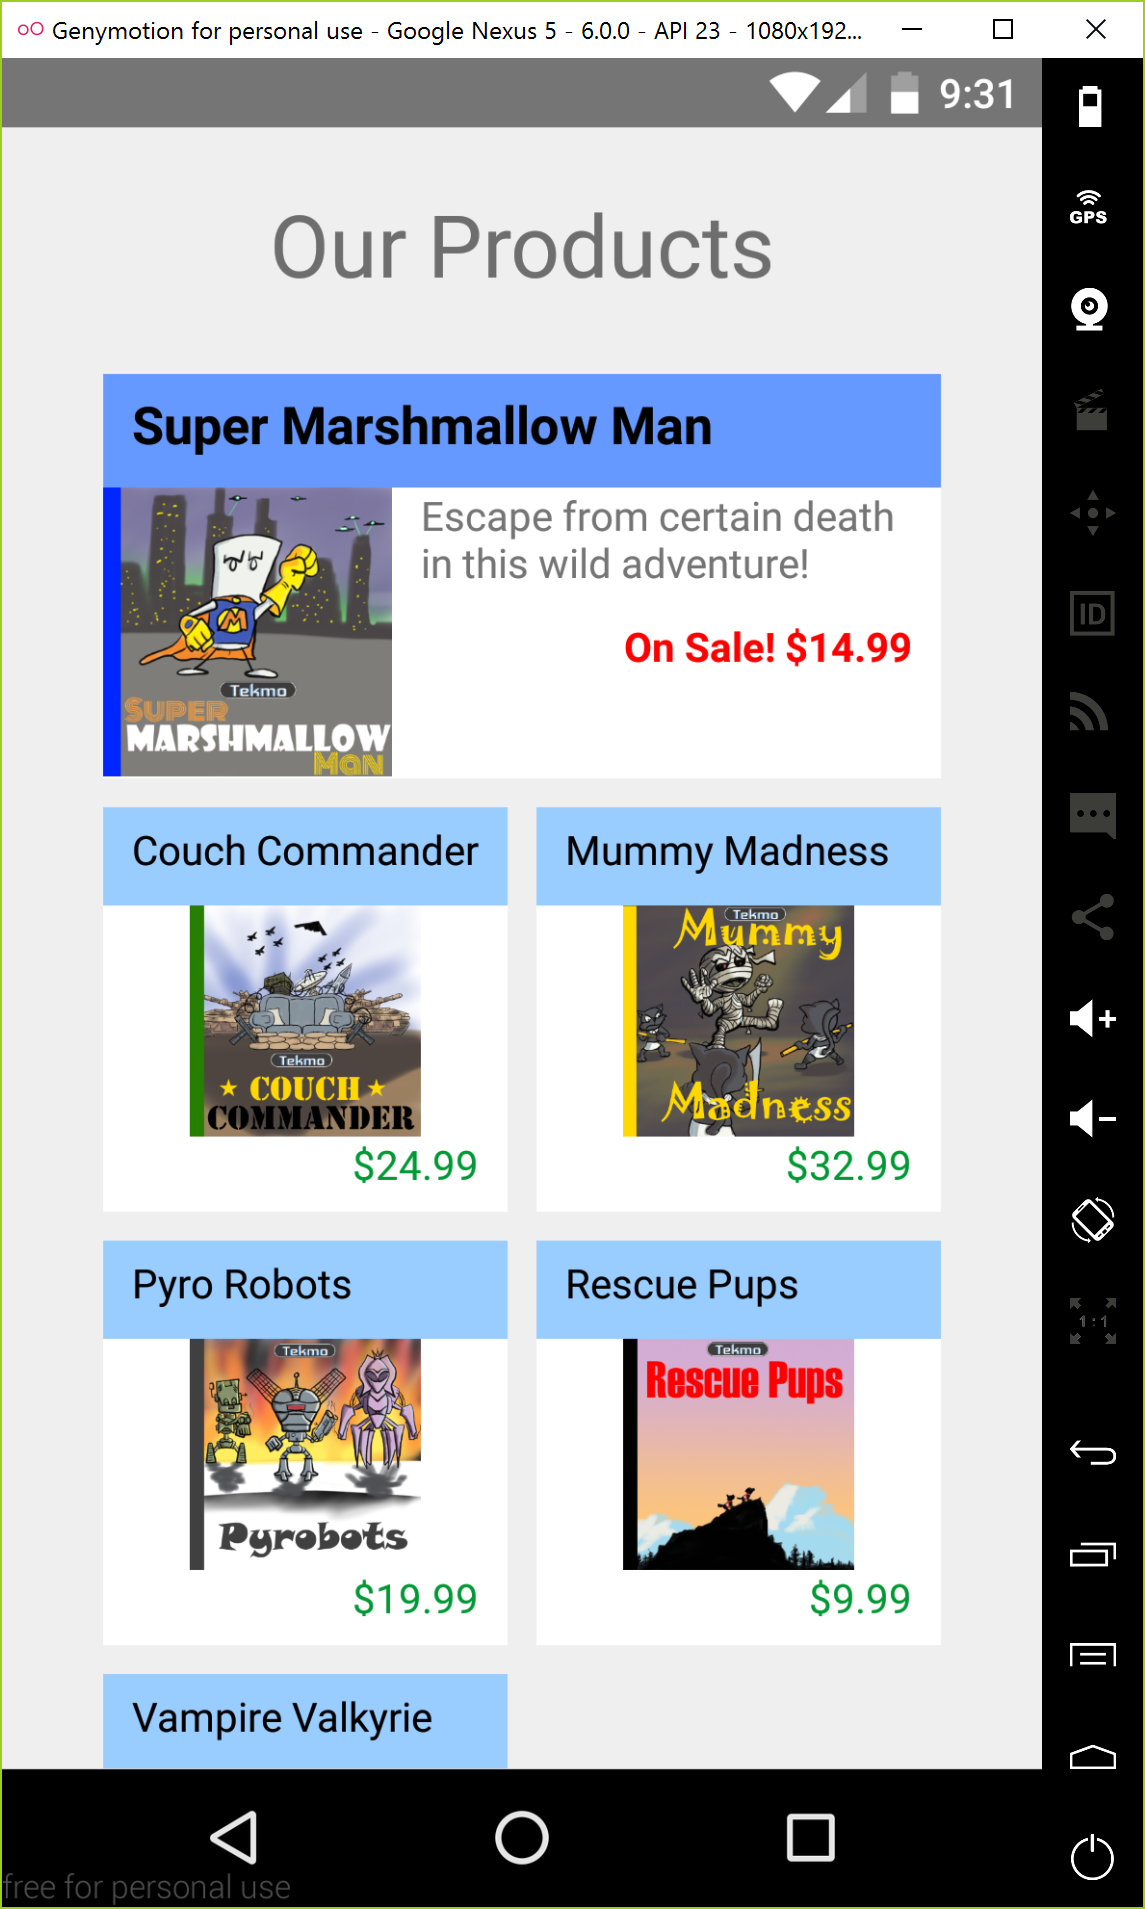 Genymotion for personal use - Google Nexus 5 - 6.0.0 - API 23 - 1080x192...
9:31
GPS
Our Products
Super Marshmallow Man
Escape from certain death
in this wild adventure!
On Sale! $14.99
M
Tekmo
Super
Marshmallow
Man
ID
Couch Commander
Mummy Madness
Tekmo
Mummy
Madness
Tekmo
COUCH
COMMANDER
$24.99
$32.99
Pyro Robots
Rescue Pups
Tekmo
Pyrobots
Tekmo
Rescue Pups
1:1
$19.99
$9.99
Vampire Valkyrie
free for personal use